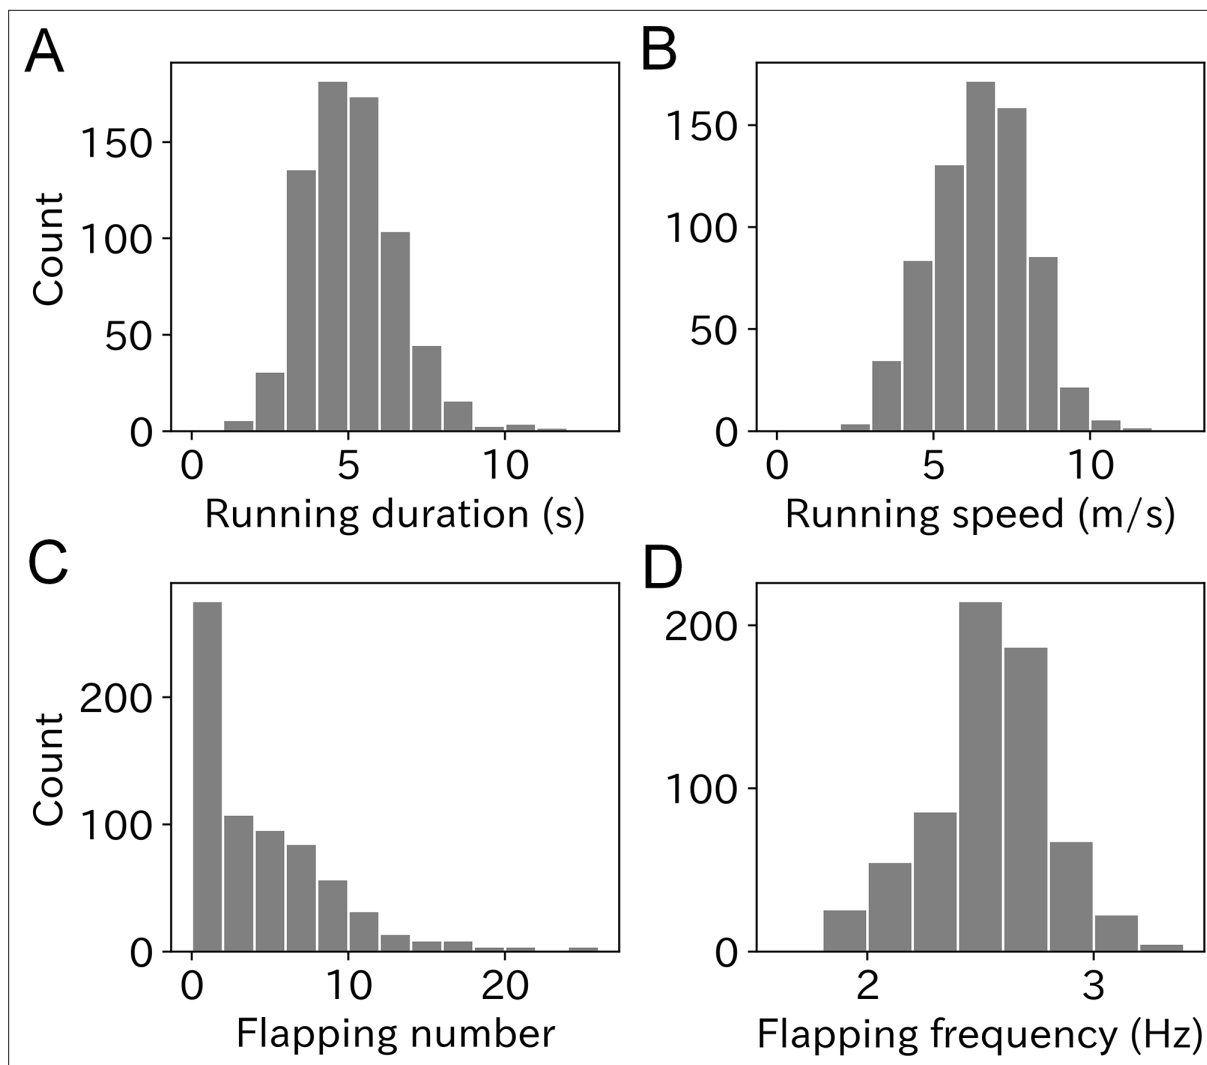 A
150
100
50
0
Count
0 5 10
Running duration (s)
B
150
100
50
0
0 5 10
Running speed (m/s)
C
200
100
0
Count
0 10 20
Flapping number
D
200
100
0
2 3
Flapping frequency (Hz)